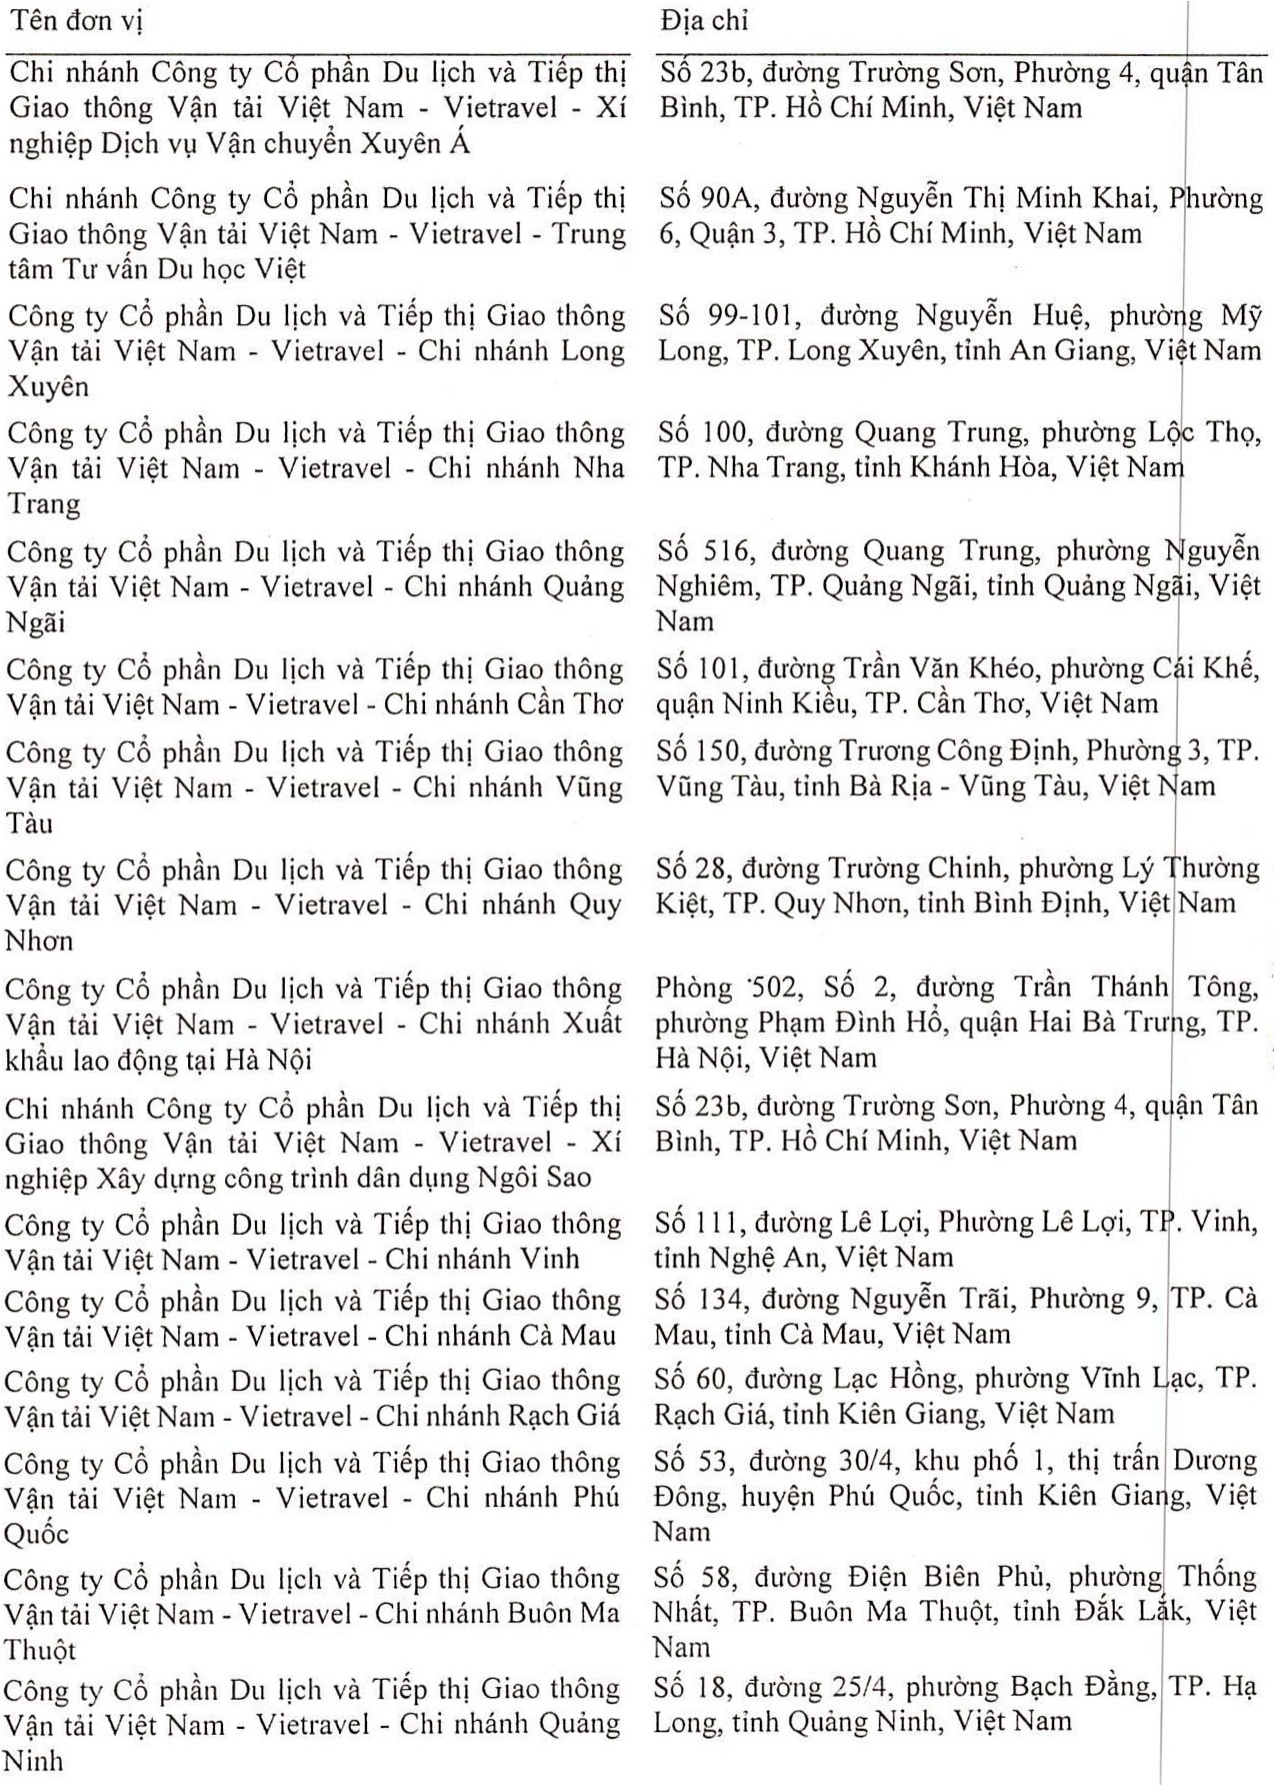 Tên đơn vị
Địa chỉ
Chi nhánh Công ty Cổ phần Du lịch và Tiếp thị
Giao thông Vận tải Việt Nam - Vietravel - Xí
nghiệp Dịch vụ Vận chuyển Xuyên Á
Số 23b, đường Trường Sơn, Phường 4, quận Tân
Bình, TP. Hồ Chí Minh, Việt Nam
Chi nhánh Công ty Cổ phần Du lịch và Tiếp thị
Giao thông Vận tải Việt Nam - Vietravel - Trung
tâm Tư vấn Du học Việt
Số 90A, đường Nguyễn Thị Minh Khai, Phường
6, Quận 3, TP. Hồ Chí Minh, Việt Nam
Công ty Cổ phần Du lịch và Tiếp thị Giao thông
Vận tải Việt Nam - Vietravel - Chi nhánh Long
Xuyên
Số 99-101, đường Nguyễn Huệ, phường Mỹ
Long, TP. Long Xuyên, tỉnh An Giang, Việt Nam
Công ty Cổ phần Du lịch và Tiếp thị Giao thông
Vận tải Việt Nam - Vietravel - Chi nhánh Nha
Trang
Số 100, đường Quang Trung, phường Lộc Thọ,
TP. Nha Trang, tỉnh Khánh Hòa, Việt Nam
Công ty Cổ phần Du lịch và Tiếp thị Giao thông
Vận tải Việt Nam - Vietravel - Chi nhánh Quảng
Ngãi
Số 516, đường Quang Trung, phường Nguyễn
Nghiêm, TP. Quảng Ngãi, tỉnh Quảng Ngãi, Việt
Nam
Công ty Cổ phần Du lịch và Tiếp thị Giao thông
Vận tải Việt Nam - Vietravel - Chi nhánh Cần Thơ
Số 101, đường Trần Văn Khéo, phường Cái Khế,
quận Ninh Kiều, TP. Cần Thơ, Việt Nam
Công ty Cổ phần Du lịch và Tiếp thị Giao thông
Vận tải Việt Nam - Vietravel - Chi nhánh Vũng
Tàu
Số 150, đường Trương Công Định, Phường 3, TP.
Vũng Tàu, tỉnh Bà Rịa - Vũng Tàu, Việt Nam
Công ty Cổ phần Du lịch và Tiếp thị Giao thông
Vận tải Việt Nam - Vietravel - Chi nhánh Quy
Nhơn
Số 28, đường Trường Chinh, phường Lý Thường
Kiệt, TP. Quy Nhơn, tỉnh Bình Định, Việt Nam
Công ty Cổ phần Du lịch và Tiếp thị Giao thông
Vận tải Việt Nam - Vietravel - Chi nhánh Xuất
khẩu lao động tại Hà Nội
Phòng 502, Số 2, đường Trần Thánh Tông,
phường Phạm Đình Hổ, quận Hai Bà Trưng, TP.
Hà Nội, Việt Nam
Chi nhánh Công ty Cổ phần Du lịch và Tiếp thị
Giao thông Vận tải Việt Nam - Vietravel - Xí
nghiệp Xây dựng công trình dân dụng Ngôi Sao
Số 23b, đường Trường Sơn, Phường 4, quận Tân
Bình, TP. Hồ Chí Minh, Việt Nam
Công ty Cổ phần Du lịch và Tiếp thị Giao thông
Vận tải Việt Nam - Vietravel - Chi nhánh Vinh
Số 111, đường Lê Lợi, Phường Lê Lợi, TP. Vinh,
tỉnh Nghệ An, Việt Nam
Công ty Cổ phần Du lịch và Tiếp thị Giao thông
Vận tải Việt Nam - Vietravel - Chi nhánh Cà Mau
Số 134, đường Nguyễn Trãi, Phường 9, TP. Cà
Mau, tỉnh Cà Mau, Việt Nam
Công ty Cổ phần Du lịch và Tiếp thị Giao thông
Vận tải Việt Nam - Vietravel - Chi nhánh Rạch Giá
Số 60, đường Lạc Hồng, phường Vĩnh Lạc, TP.
Rạch Giá, tỉnh Kiên Giang, Việt Nam
Công ty Cổ phần Du lịch và Tiếp thị Giao thông
Vận tải Việt Nam - Vietravel - Chi nhánh Phú
Quốc
Số 53, đường 30/4, khu phố 1, thị trấn Dương
Đông, huyện Phú Quốc, tỉnh Kiên Giang, Việt
Nam
Công ty Cổ phần Du lịch và Tiếp thị Giao thông
Vận tải Việt Nam - Vietravel - Chi nhánh Buôn Ma
Thuột
Số 58, đường Điện Biên Phủ, phường Thống
Nhất, TP. Buôn Ma Thuột, tỉnh Đắk Lắk, Việt
Nam
Công ty Cổ phần Du lịch và Tiếp thị Giao thông
Vận tải Việt Nam - Vietravel - Chi nhánh Quảng
Ninh
Số 18, đường 25/4, phường Bạch Đằng, TP. Hạ
Long, tỉnh Quảng Ninh, Việt Nam